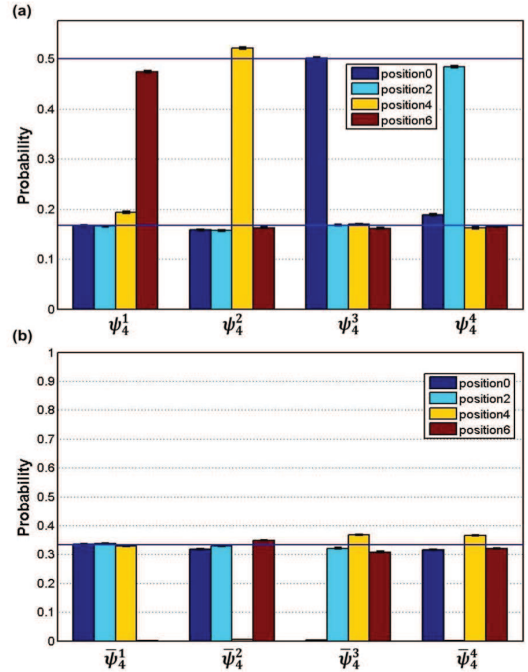 (a)
0.5
0.4
0.3
0.2
0.1
0
Probability
position0
position2
position4
position6
ψ₄¹ ψ₄² ψ₄³ ψ₄⁴
(b)
1
0.9
0.8
0.7
0.6
0.5
0.4
0.3
0.2
0.1
0
Probability
position0
position2
position4
position6
ψ̄₄¹ ψ̄₄² ψ̄₄³ ψ̄₄⁴